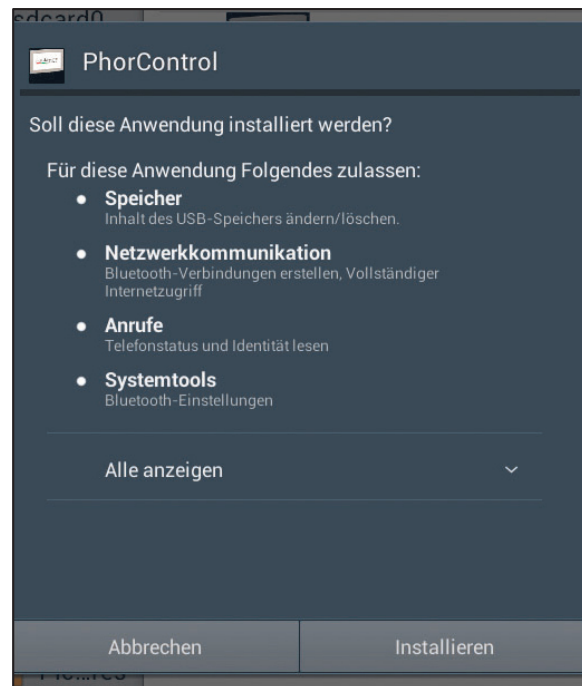 sdcard0
PhorControl
Soll diese Anwendung installiert werden?
Für diese Anwendung Folgendes zulassen:
Speicher
Inhalt des USB-Speichers ändern/löschen.
Netzwerkkommunikation
Bluetooth-Verbindungen erstellen, Vollständiger
Internetzugriff
Anrufe
Telefonstatus und Identität lesen
Systemtools
Bluetooth-Einstellungen
Alle anzeigen
Abbrechen
Installieren